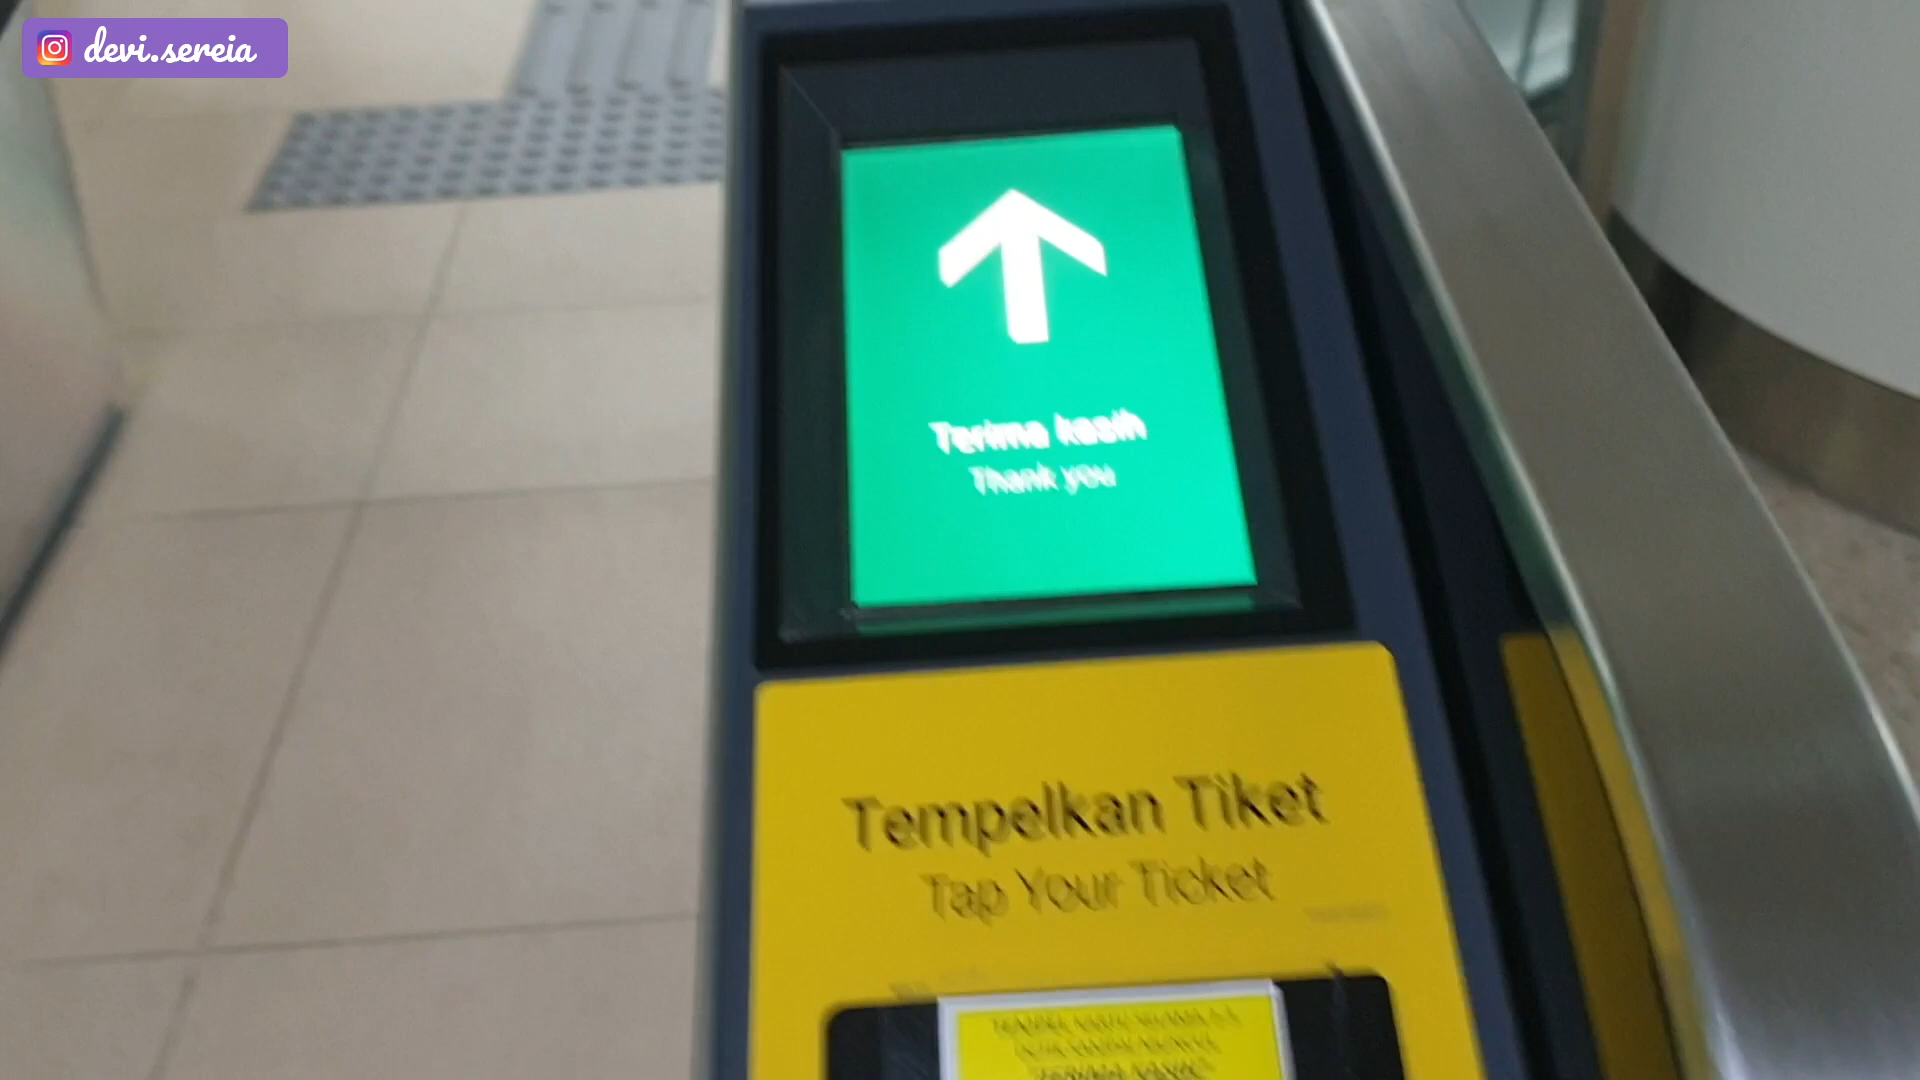 devi.sereia
Terima kasih
Thank you
Tempelkan Tiket
Tap Your Ticket